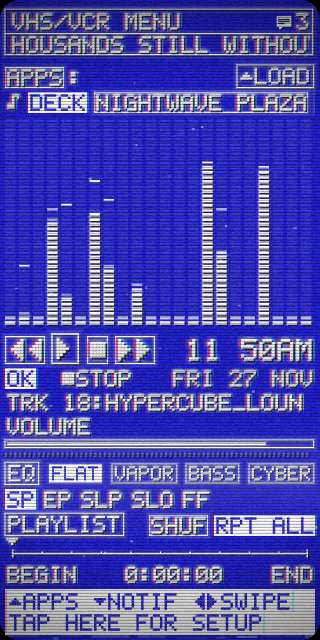 VHS/VCR MENU 3
HOUSANDS STILL WITHOU
APPS: LOAD
DECK NIGHTWAVE PLAZA
11 50AM
OK STOP FRI 27 NOV
TRK 18:HYPERCUBE_LOUN
VOLUME
EQ FLAT VAPOR BASS CYBER
SP EP SLP SLO FF
PLAYLIST SHUF RPT ALL
BEGIN 0:00:00 END
APPS NOTIF SWIPE
TAP HERE FOR SETUP